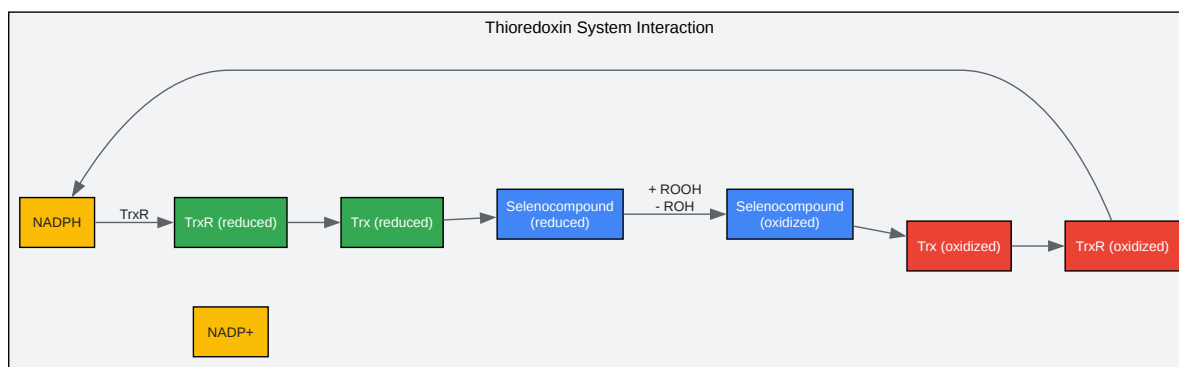 Thioredoxin System Interaction
NADPH
TrxR
TrxR (reduced)
Trx (reduced)
Selenocompound
(reduced)
+ ROOH
- ROH
Selenocompound
(oxidized)
Trx (oxidized)
TrxR (oxidized)
NADP+